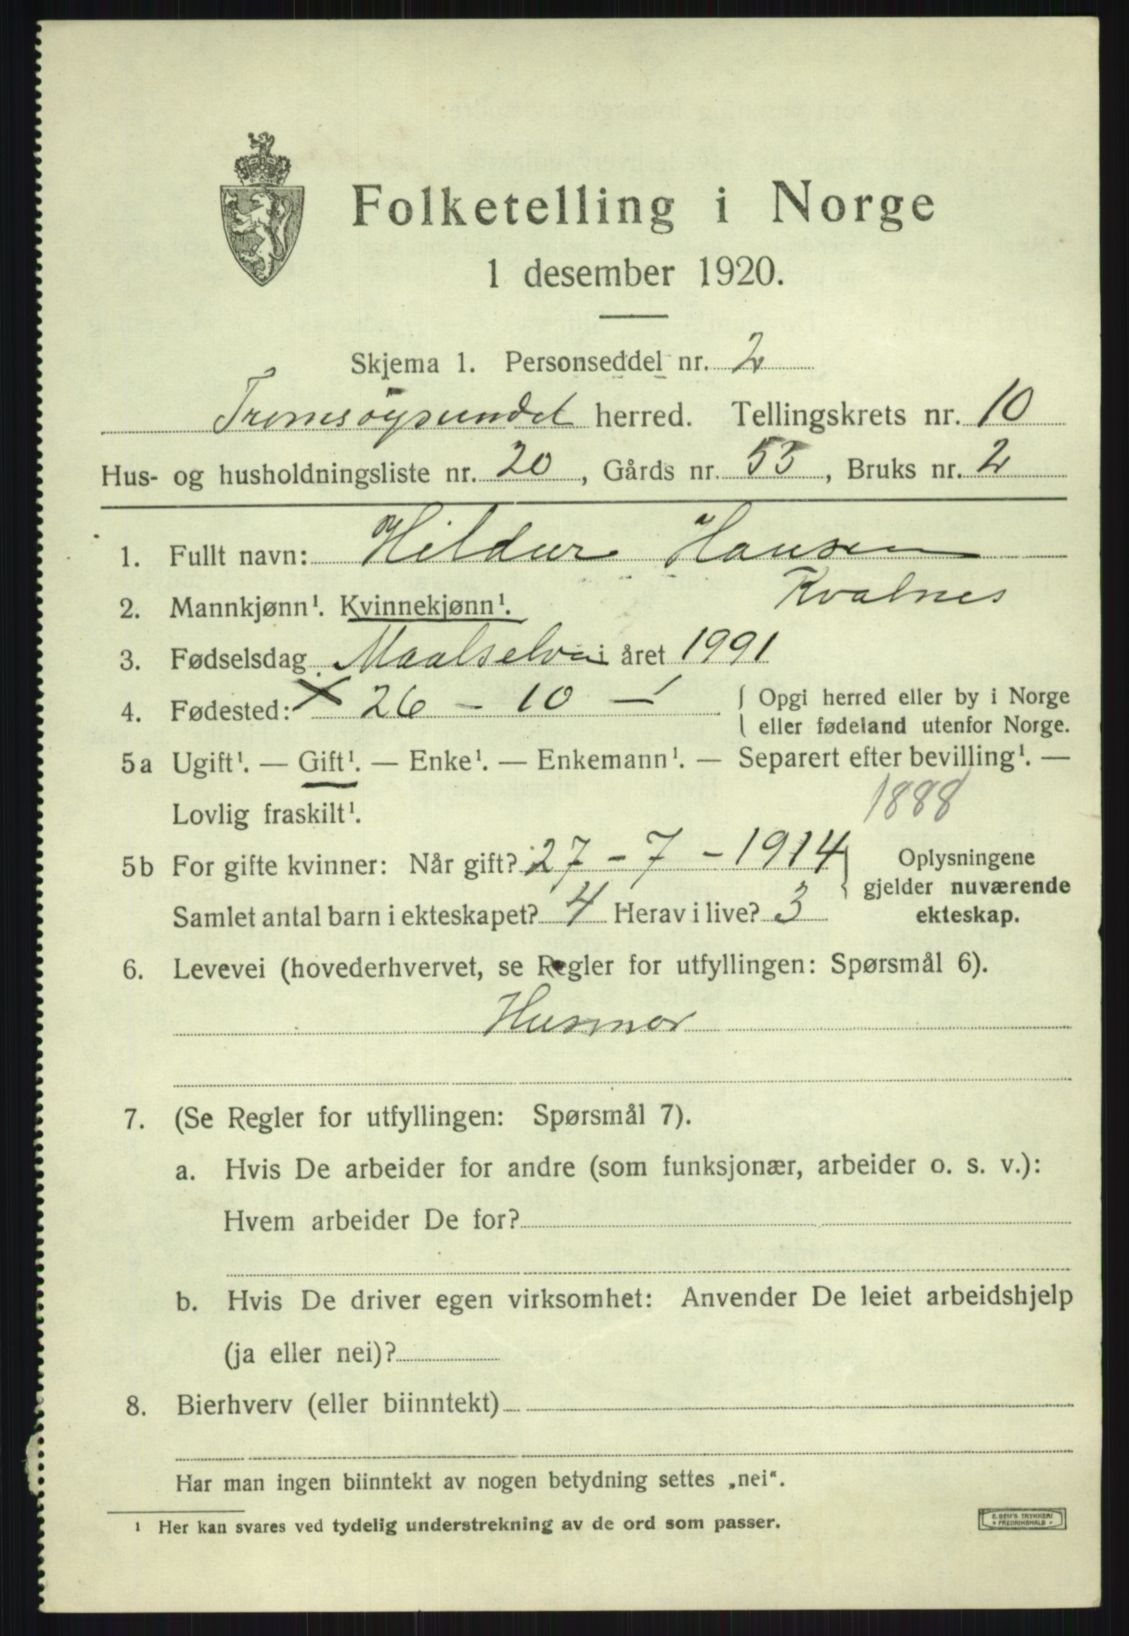 Folketelling i Norge
1 desember 1920.
Skjema 1. Personseddel nr. 2
Tromsøysundet herred. Tellingskrets nr. 10
Hus- og husholdningsliste nr. 20, Gårds nr. 53, Bruks nr. 2
1. Fullt navn: Hildur Hansen
Kvalnes
2. Mannkjønn¹. Kvinnekjønn¹.
3. Fødselsdag Maalselven i året 1991
4. Fødested: × 26 - 10 - { Opgi herred eller by i Norge
eller fødeland utenfor Norge.
5a Ugift¹. — Gift¹. — Enke¹. — Enkemann¹. — Separert efter bevilling¹. —
Lovlig fraskilt¹. 1888
5b For gifte kvinner: Når gift? 27 - 7 - 1914 } Oplysningene
gjelder nuværende
Samlet antal barn i ekteskapet? 4 Herav i live? 3 ekteskap.
6. Levevei (hovederhvervet, se Regler for utfyllingen: Spørsmål 6).
Husmor
7. (Se Regler for utfyllingen: Spørsmål 7).
a. Hvis De arbeider for andre (som funksjonær, arbeider o. s. v.):
Hvem arbeider De for?
b. Hvis De driver egen virksomhet: Anvender De leiet arbeidshjelp
(ja eller nei)?
8. Bierhverv (eller biinntekt)
Har man ingen biinntekt av nogen betydning settes „nei“.
¹ Her kan svares ved tydelig understrekning av de ord som passer.